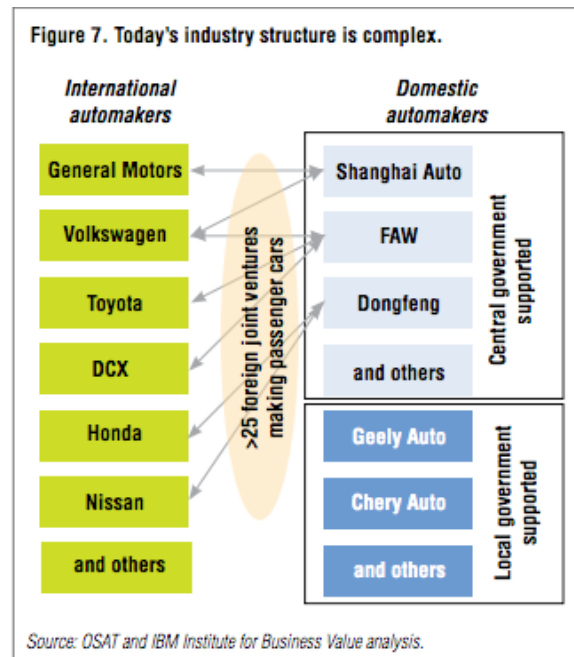 Figure 7. Today's industry structure is complex.
International
automakers
Domestic
automakers
General Motors
Volkswagen
Toyota
DCX
Honda
Nissan
and others
>25 foreign joint ventures
making passenger cars
Shanghai Auto
FAW
Dongfeng
and others
Central government
supported
Geely Auto
Chery Auto
and others
Local government
supported
Source: OSAT and IBM Institute for Business Value analysis.